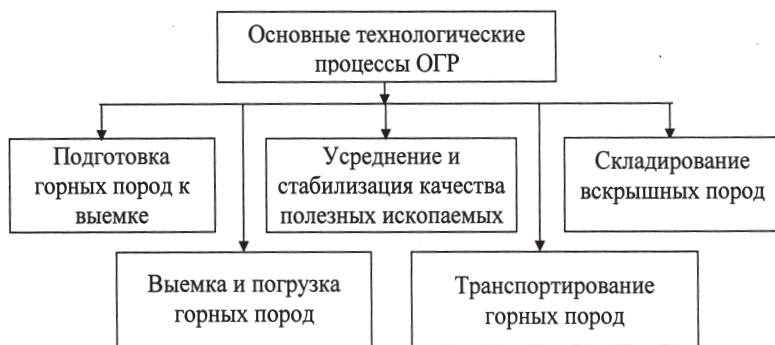 Основные технологические
процессы ОГР
Подготовка
горных пород к
выемке
Усреднение и
стабилизация качества
полезных ископаемых
Складирование
вскрышных пород
Выемка и погрузка
горных пород
Транспортирование
горных пород